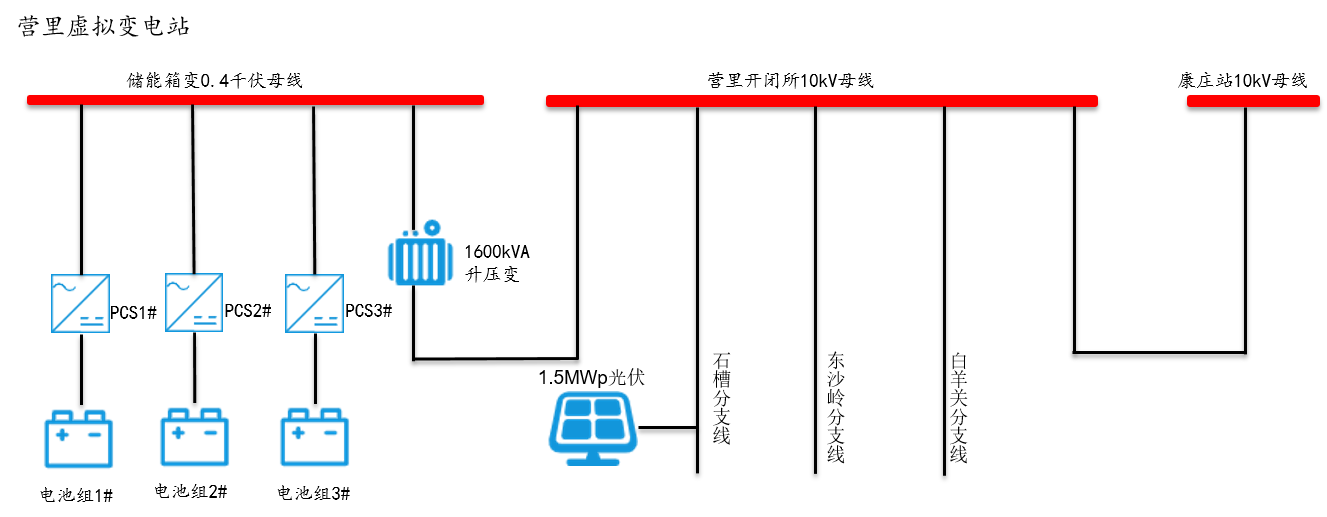 营里虚拟变电站
储能箱变0.4千伏母线
营里开闭所10kV母线
康庄站10kV母线
1600kVA
升压变
PCS1#
PCS2#
PCS3#
1.5MWp光伏
石槽分支线
东沙岭分支线
白羊关分支线
电池组1#
电池组2#
电池组3#